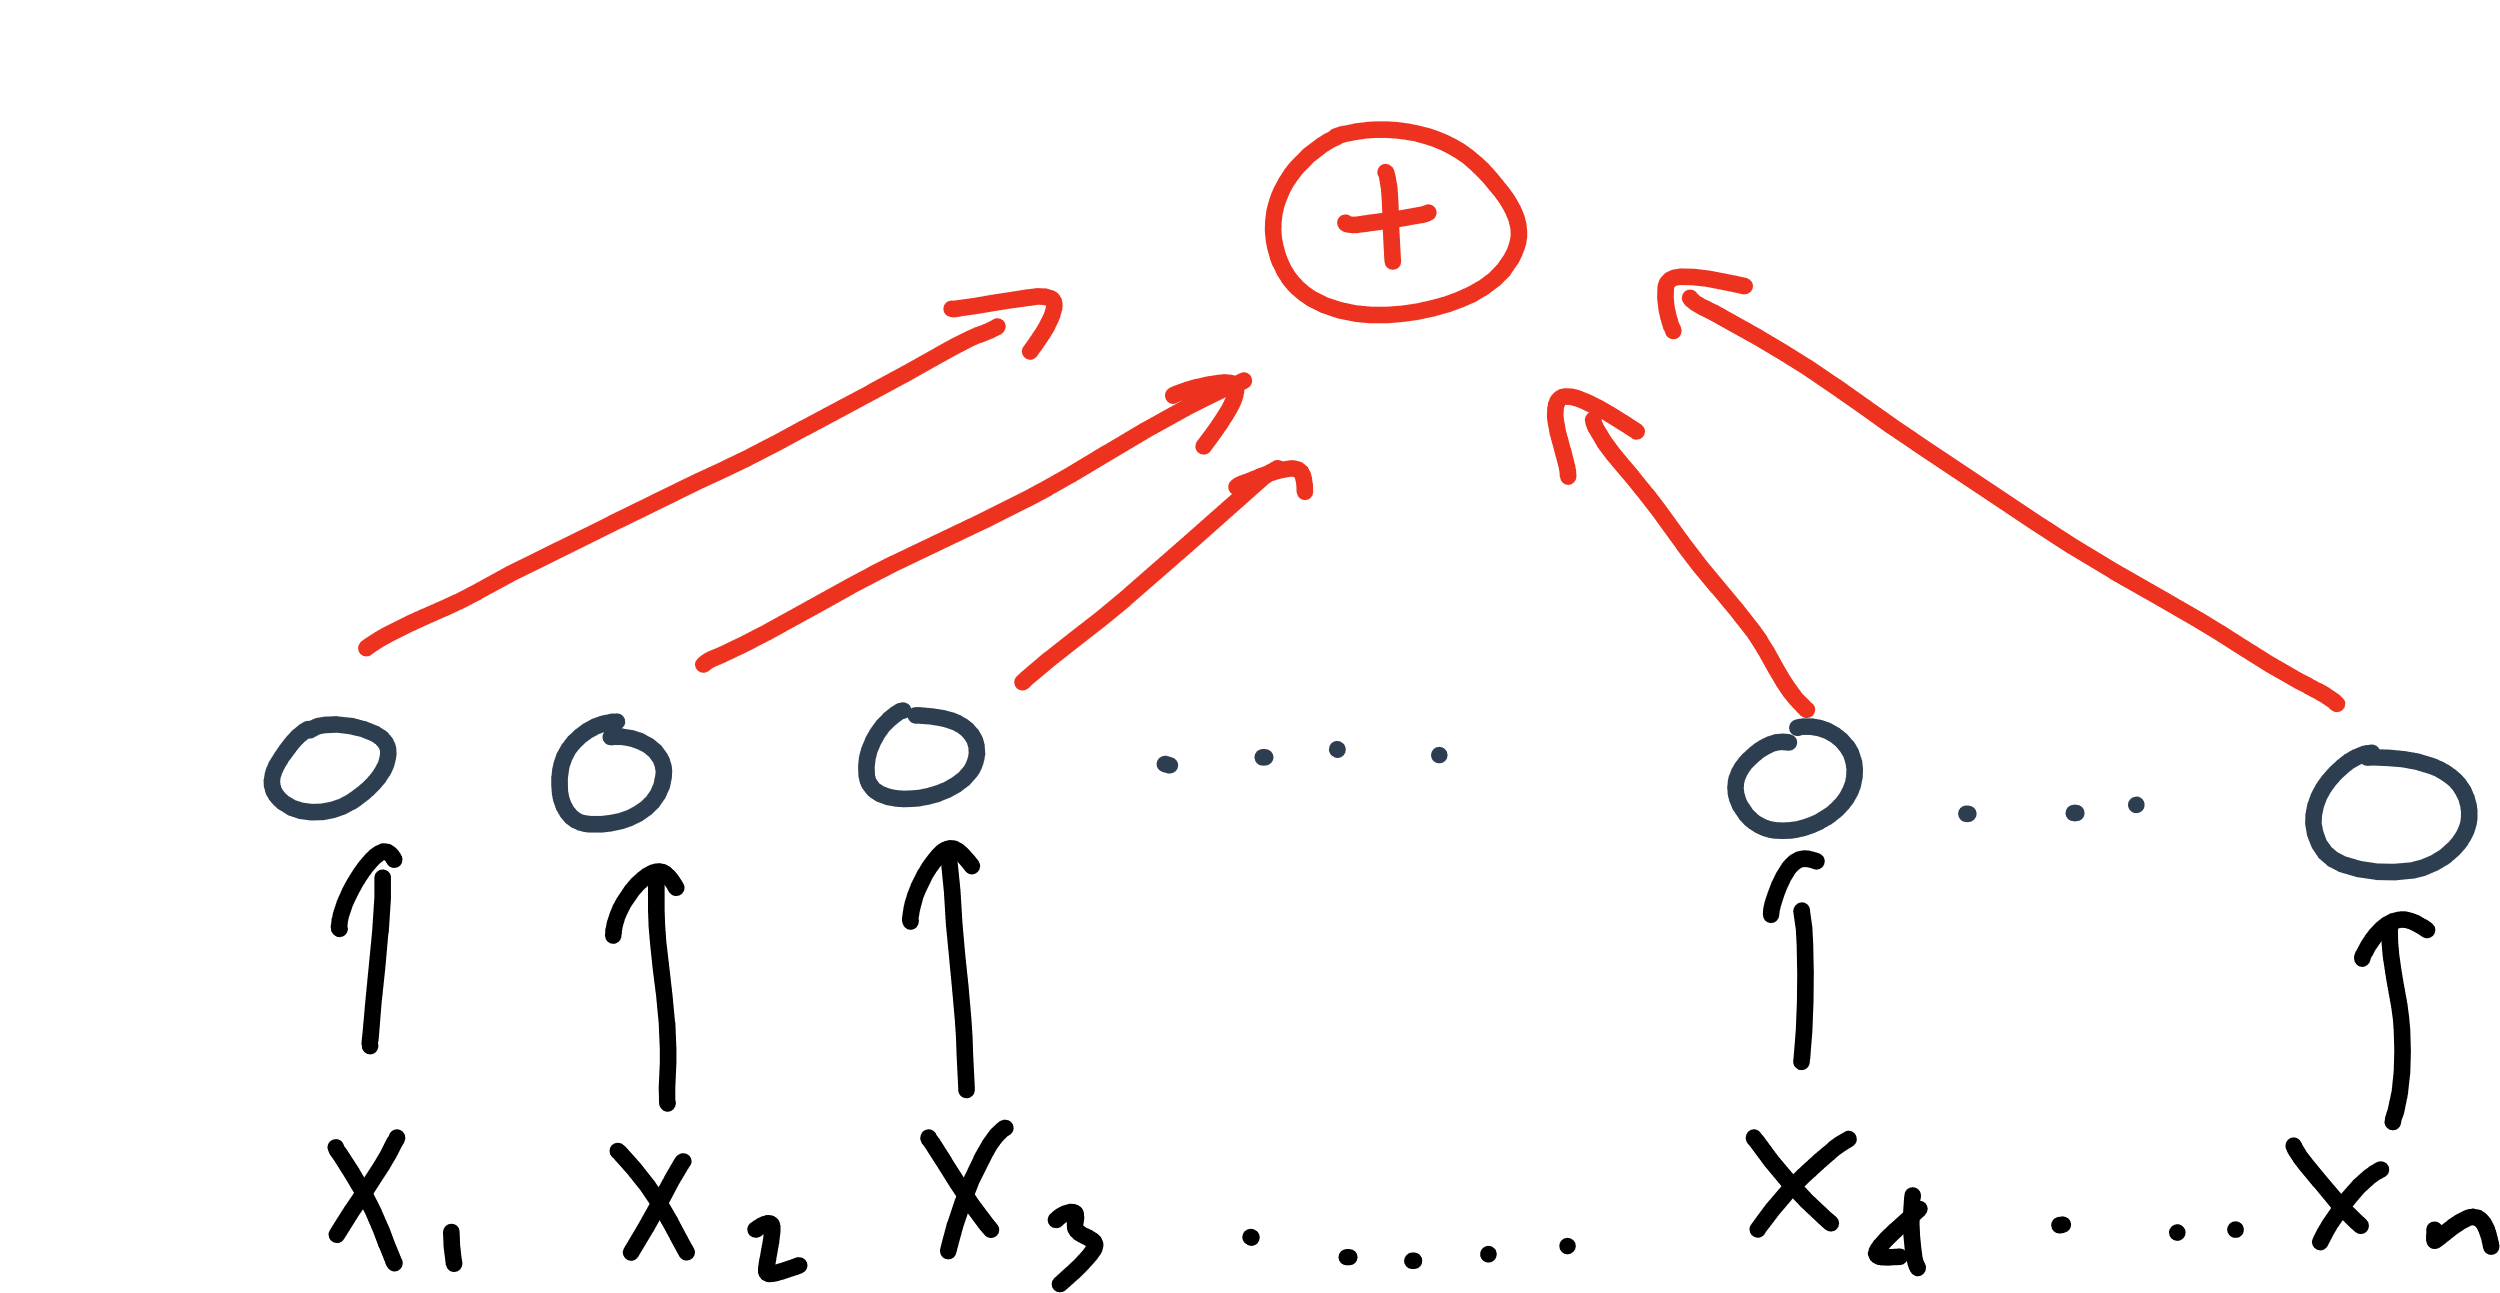 +
X1 X2 X3 ..... Xd ... Xn